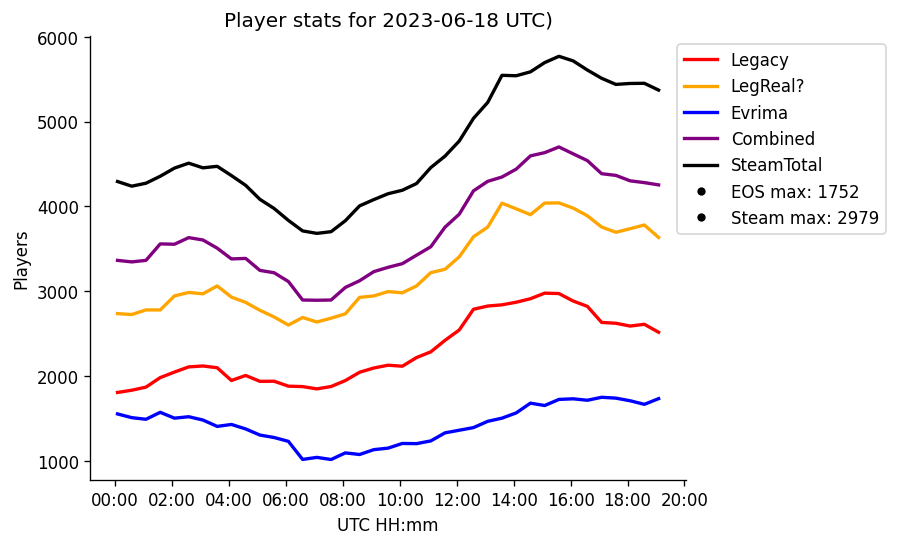 Player stats for 2023-06-18 UTC)
6000
5000
4000
3000
2000
1000
Players
00:00 02:00 04:00 06:00 08:00 10:00 12:00 14:00 16:00 18:00 20:00
UTC HH:mm
Legacy
LegReal?
Evrima
Combined
SteamTotal
EOS max: 1752
Steam max: 2979